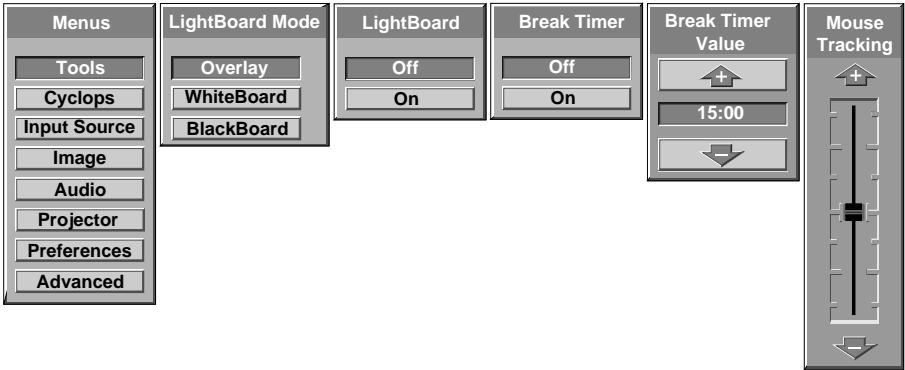 Menus
Tools
Cyclops
Input Source
Image
Audio
Projector
Preferences
Advanced
LightBoard Mode
Overlay
WhiteBoard
BlackBoard
LightBoard
Off
On
Break Timer
Off
On
Break Timer
Value
+
15:00
−
Mouse
Tracking
+
−